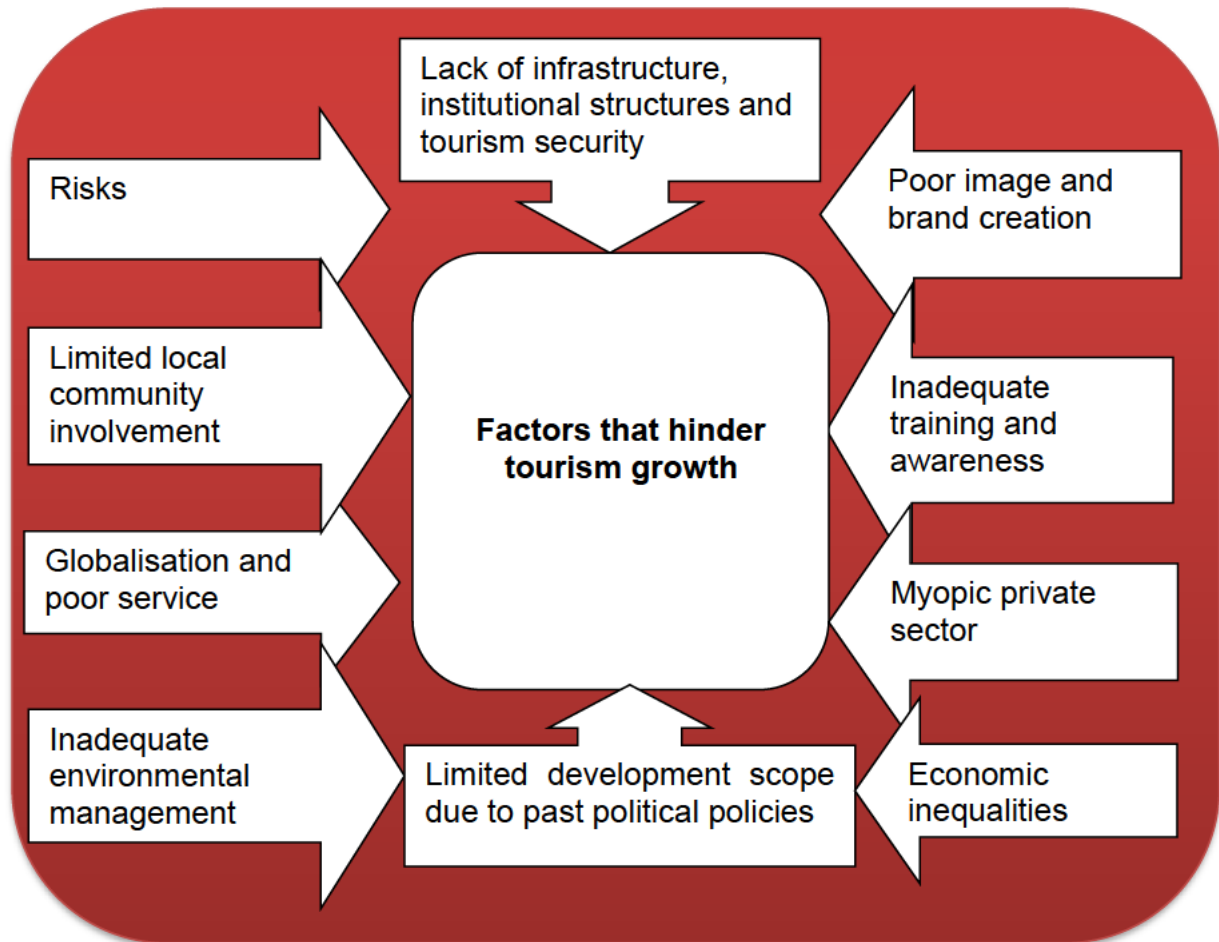 Lack of infrastructure,
institutional structures and
tourism security
Risks
Poor image and
brand creation
Limited local
community
involvement
Factors that hinder
tourism growth
Inadequate
training and
awareness
Globalisation and
poor service
Myopic private
sector
Inadequate
environmental
management
Limited development scope
due to past political policies
Economic
inequalities